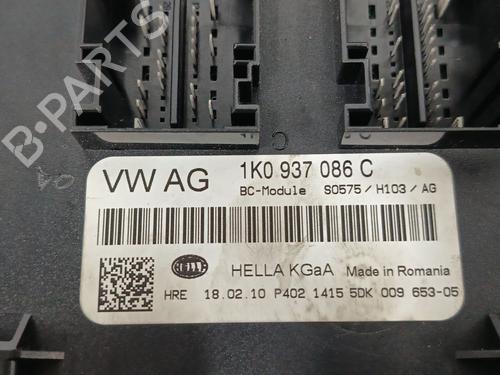 B-PARTS
VW AG
1K0 937 086 C
BC-Module S0575 / H103 / AG
HELLA
HELLA KGaA Made in Romania
HRE 18.02.10 P402 1415 5DK 009 653-05